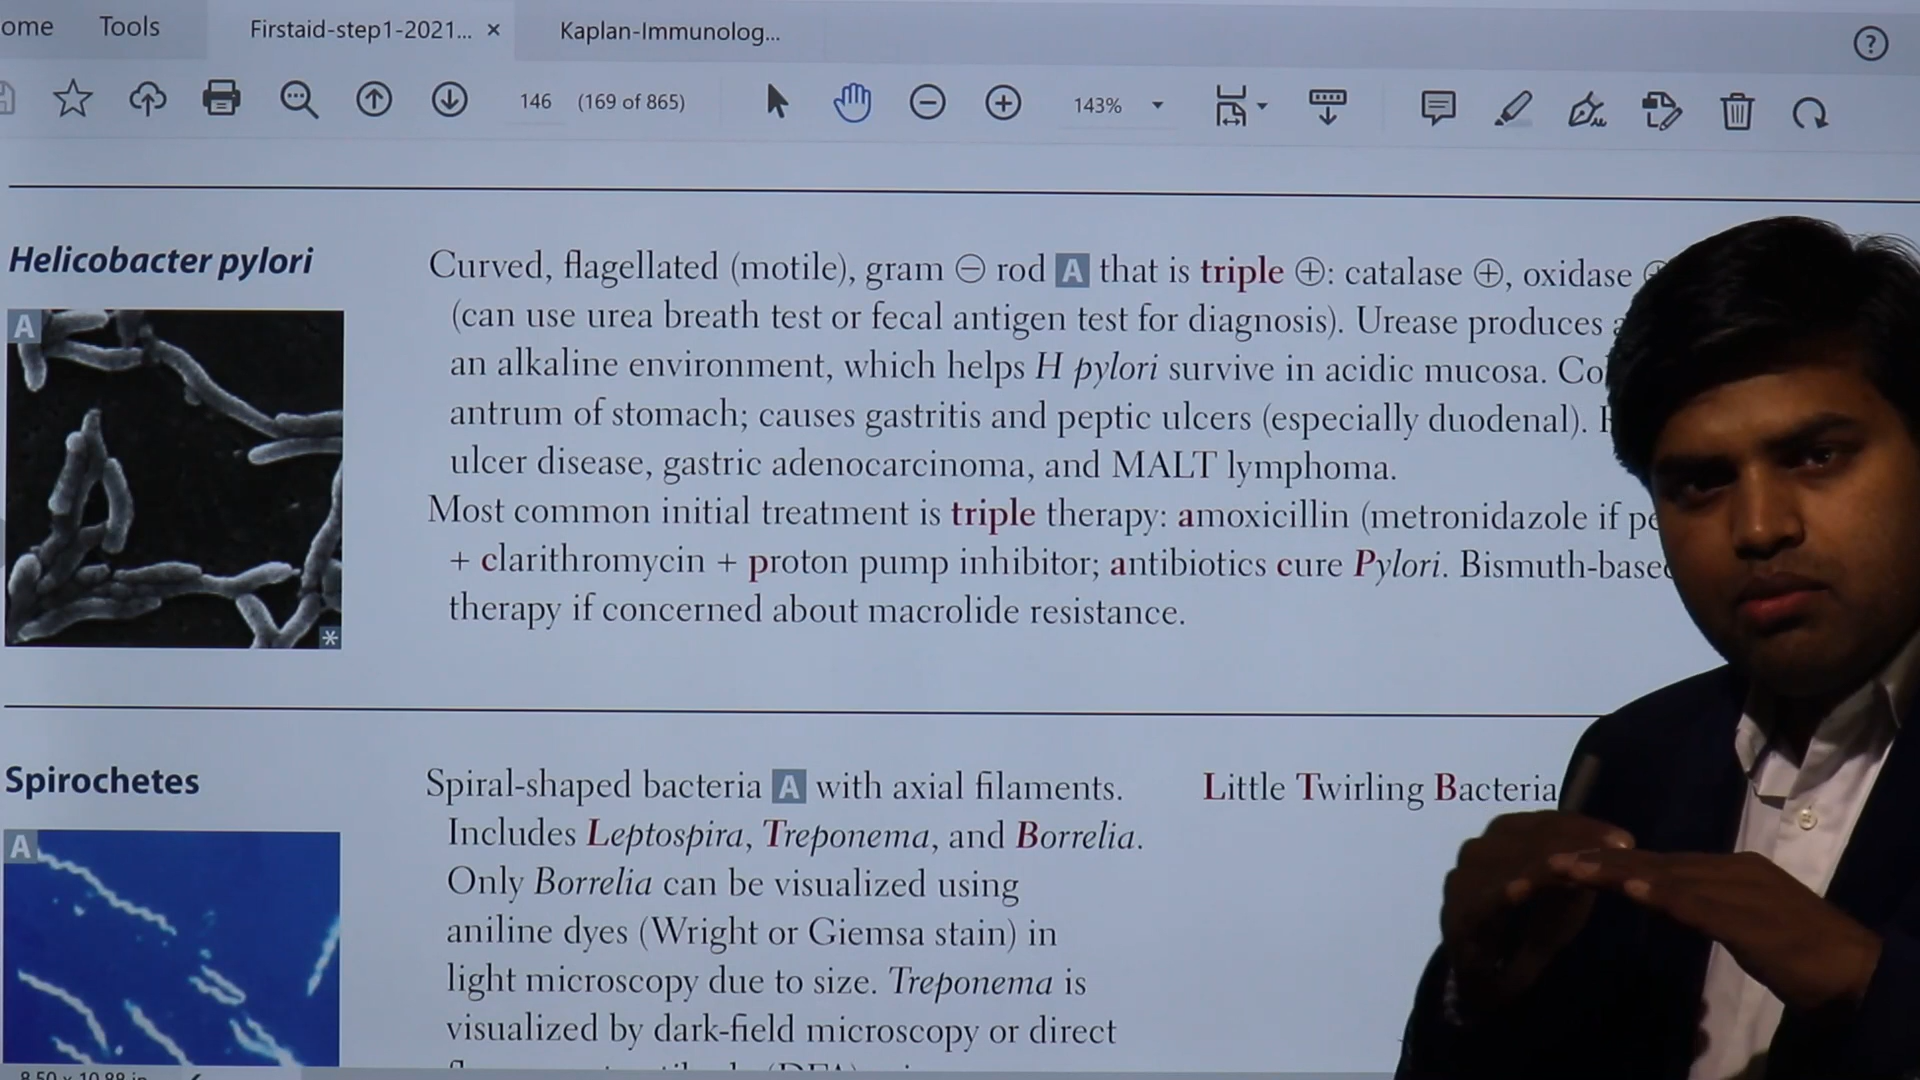 ome Tools Firstaid-step1-2021... × Kaplan-Immunolog...
146 (169 of 865) 143%
Helicobacter pylori
A
Curved, flagellated (motile), gram ⊖ rod A that is triple ⊕: catalase ⊕, oxidase
(can use urea breath test or fecal antigen test for diagnosis). Urease produces
an alkaline environment, which helps H pylori survive in acidic mucosa.
antrum of stomach; causes gastritis and peptic ulcers (especially duodenal).
ulcer disease, gastric adenocarcinoma, and MALT lymphoma.
Most common initial treatment is triple therapy: amoxicillin (metronidazole if
+ clarithromycin + proton pump inhibitor; antibiotics cure Pylori.
therapy if concerned about macrolide resistance.
*
Spirochetes
A
Spiral-shaped bacteria A with axial filaments.
Includes Leptospira, Treponema, and Borrelia.
Only Borrelia can be visualized using
aniline dyes (Wright or Giemsa stain) in
light microscopy due to size. Treponema is
visualized by dark-field microscopy or direct
Little Twirling Bacteria